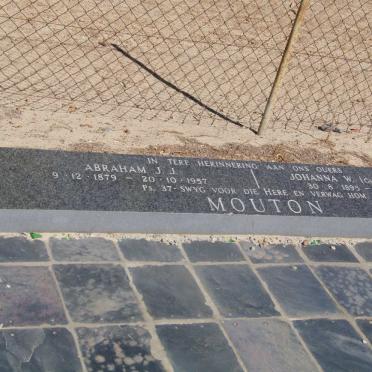 IN TERE HERINNERING AAN ONS OUERS
ABRAHAM J. J. JOHANNA W.
9 · 12 · 1879 — 20 · 10 · 1957 30 · 8 · 1895 —
Ps. 37- SWYG VOOR DIE HERE EN VERWAG HOM
MOUTON